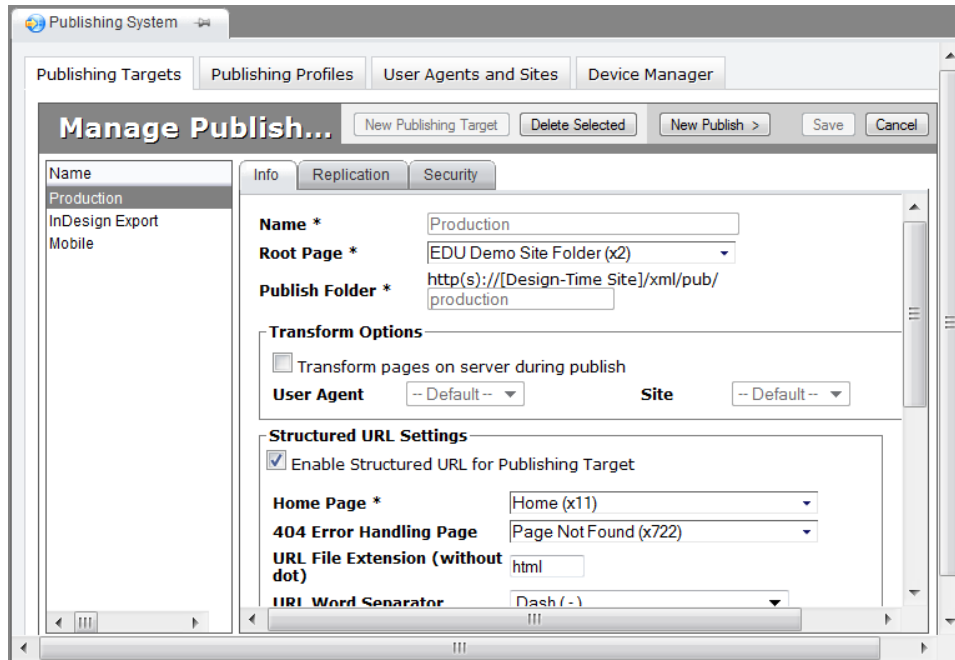 Publishing System
Publishing Targets Publishing Profiles User Agents and Sites Device Manager
Manage Publish... New Publishing Target Delete Selected New Publish > Save Cancel
Name
Production
InDesign Export
Mobile
Info Replication Security
Name * Production
Root Page * EDU Demo Site Folder (x2)
http(s)://[Design-Time Site]/xml/pub/
Publish Folder * production
Transform Options
Transform pages on server during publish
User Agent -- Default -- Site -- Default --
Structured URL Settings
Enable Structured URL for Publishing Target
Home Page * Home (x11)
404 Error Handling Page Page Not Found (x722)
URL File Extension (without
dot) html
URL Word Separator Dash ( - )